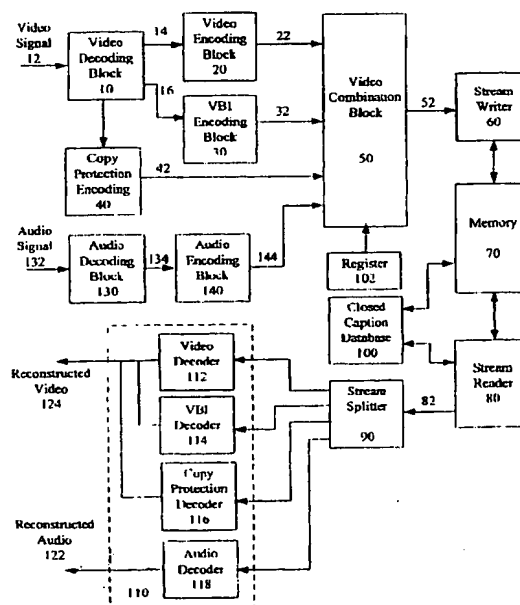 Video
Signal
12
Video
Decoding
Block
10
14
16
Video
Encoding
Block
20
VBI
Encoding
Block
30
22
32
Copy
Protection
Encoding
40
42
Video
Combination
Block
50
52
Stream
Writer
60
Audio
Signal
132
Audio
Decoding
Block
130
134
Audio
Encoding
Block
140
144
Register
102
Memory
70
Closed
Caption
Database
100
Stream
Reader
80
82
Stream
Splitter
90
Video
Decoder
112
VBI
Decoder
114
Copy
Protection
Decoder
116
Audio
Decoder
118
110
Reconstructed
Video
124
Reconstructed
Audio
122